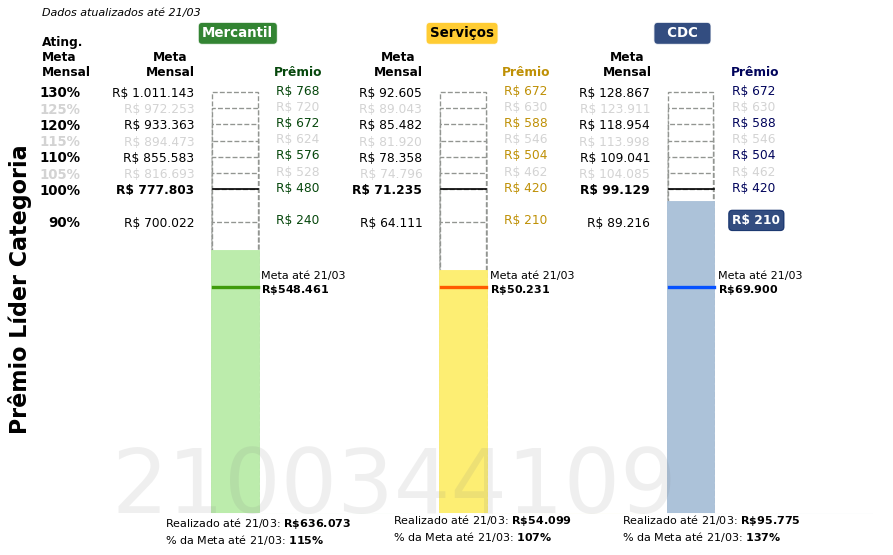 Dados atualizados até 21/03
Mercantil Serviços CDC
Ating. Meta Mensal
Meta Mensal Prêmio Meta Mensal Prêmio Meta Mensal Prêmio
130% R$ 1.011.143 R$ 768 R$ 92.605 R$ 672 R$ 128.867 R$ 672
125% R$ 972.253 R$ 720 R$ 89.043 R$ 630 R$ 123.911 R$ 630
120% R$ 933.363 R$ 672 R$ 85.482 R$ 588 R$ 118.954 R$ 588
115% R$ 894.473 R$ 624 R$ 81.920 R$ 546 R$ 113.998 R$ 546
110% R$ 855.583 R$ 576 R$ 78.358 R$ 504 R$ 109.041 R$ 504
105% R$ 816.693 R$ 528 R$ 74.796 R$ 462 R$ 104.085 R$ 462
100% R$ 777.803 R$ 480 R$ 71.235 R$ 420 R$ 99.129 R$ 420
90% R$ 700.022 R$ 240 R$ 64.111 R$ 210 R$ 89.216 R$ 210
Meta até 21/03 Meta até 21/03 Meta até 21/03
R$548.461 R$50.231 R$69.900
Prêmio Líder Categoria
2100344109
Realizado até 21/03: R$636.073 Realizado até 21/03: R$54.099 Realizado até 21/03: R$95.775
% da Meta até 21/03: 115% % da Meta até 21/03: 107% % da Meta até 21/03: 137%